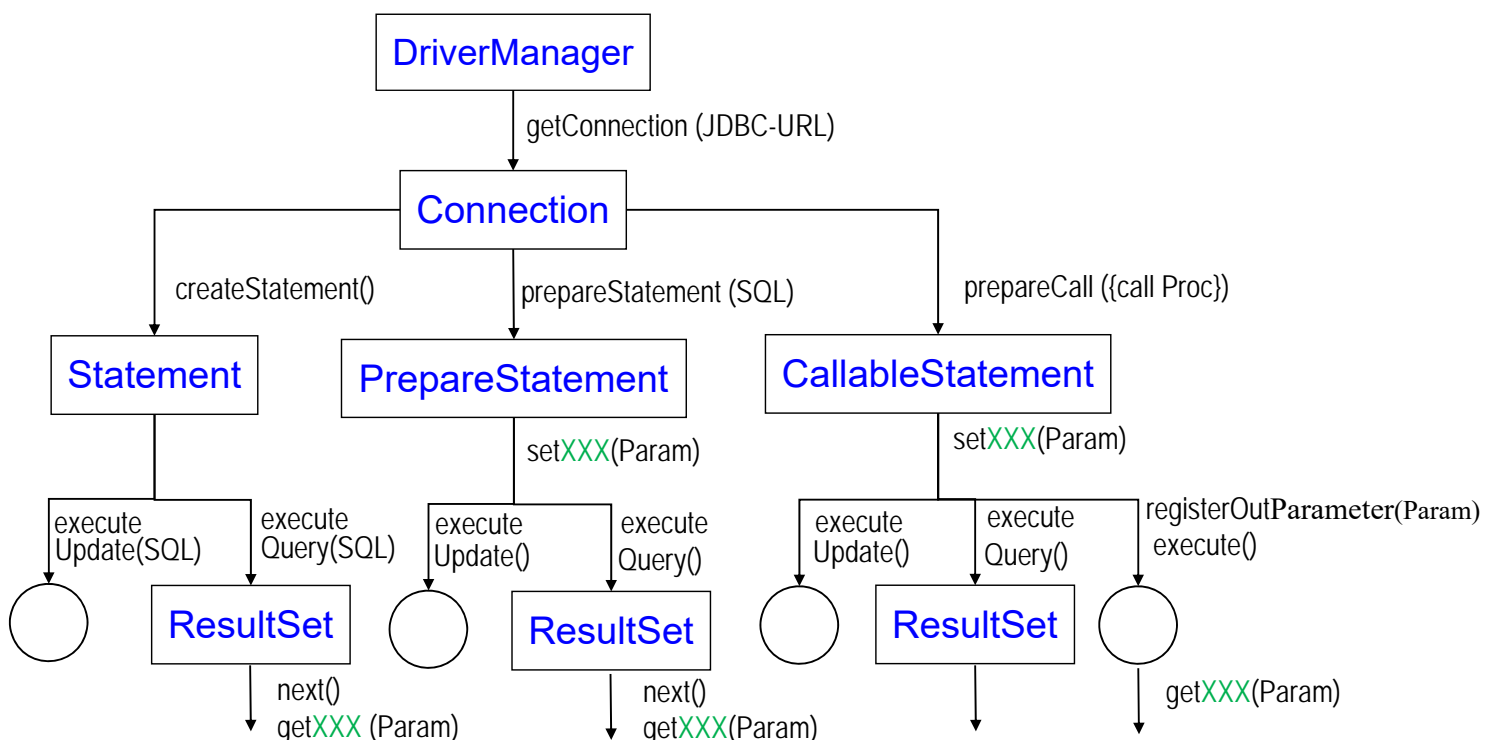 DriverManager
getConnection (JDBC-URL)
Connection
createStatement()
prepareStatement (SQL)
prepareCall ({call Proc})
Statement
PrepareStatement
CallableStatement
setXXX(Param)
setXXX(Param)
execute
Update(SQL)
execute
Query(SQL)
execute
Update()
execute
Query()
execute
Update()
execute
Query()
registerOutParameter(Param)
execute()
ResultSet
ResultSet
ResultSet
next()
getXXX (Param)
next()
getXXX(Param)
getXXX(Param)